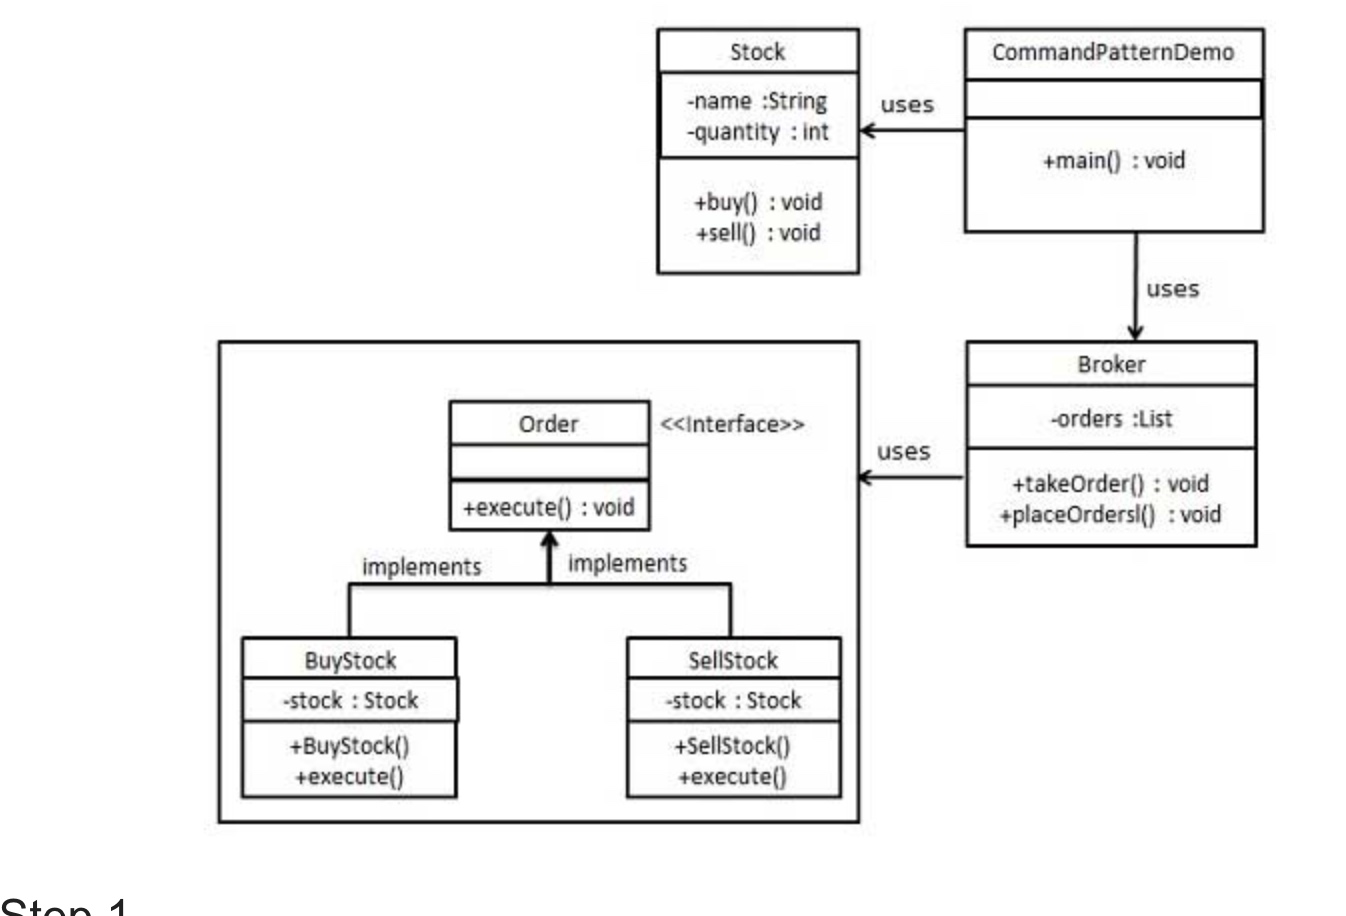 Stock
-name :String
-quantity : int
+buy() : void
+sell() : void
uses
CommandPatternDemo
+main() : void
uses
Broker
-orders :List
+takeOrder() : void
+placeOrdersl() : void
uses
Order
<<Interface>>
+execute() : void
implements
implements
BuyStock
-stock : Stock
+BuyStock()
+execute()
SellStock
-stock : Stock
+SellStock()
+execute()
Step 1